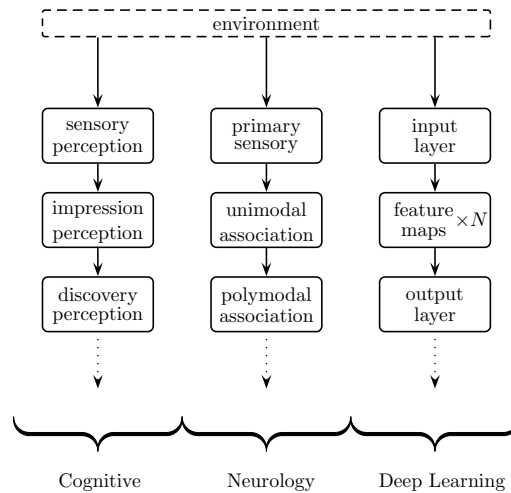 environment
sensory
perception
primary
sensory
input
layer
impression
perception
unimodal
association
feature
maps ×N
discovery
perception
polymodal
association
output
layer
Cognitive
Neurology
Deep Learning